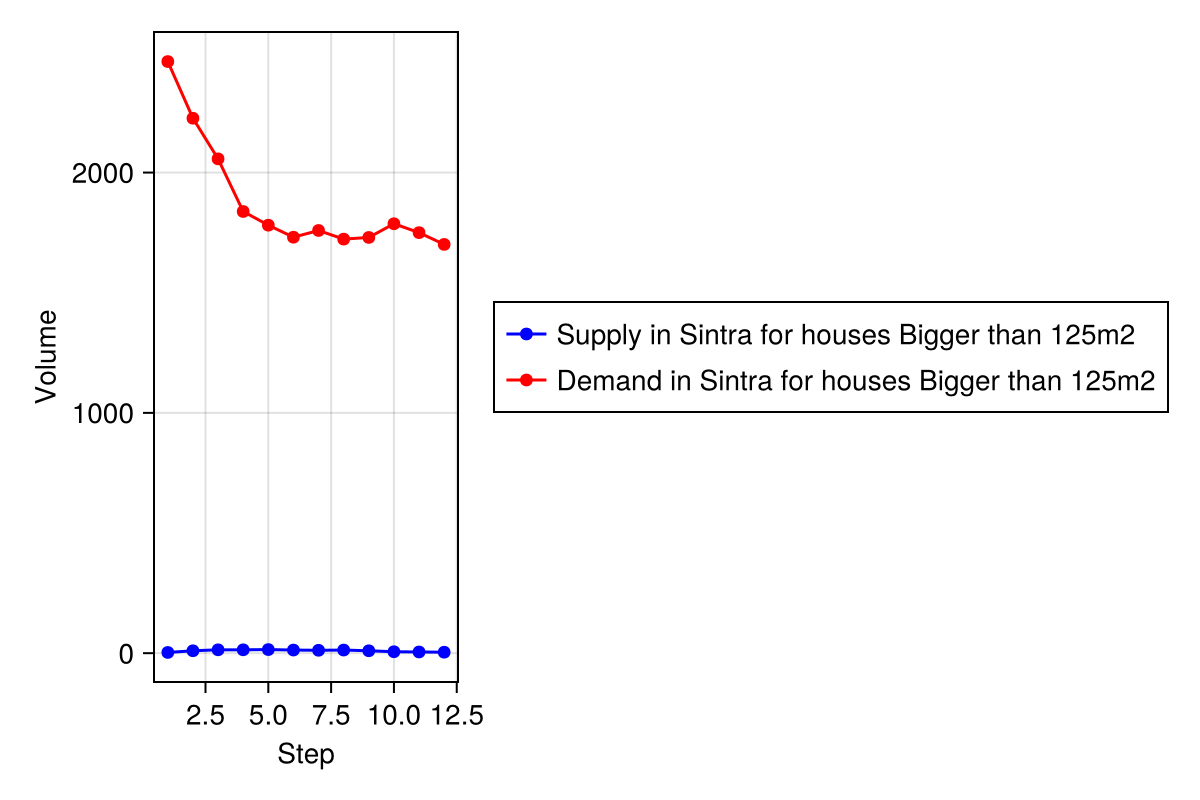 Volume
2000
1000
0
2.5 5.0 7.5 10.0 12.5
Step
Supply in Sintra for houses Bigger than 125m2
Demand in Sintra for houses Bigger than 125m2